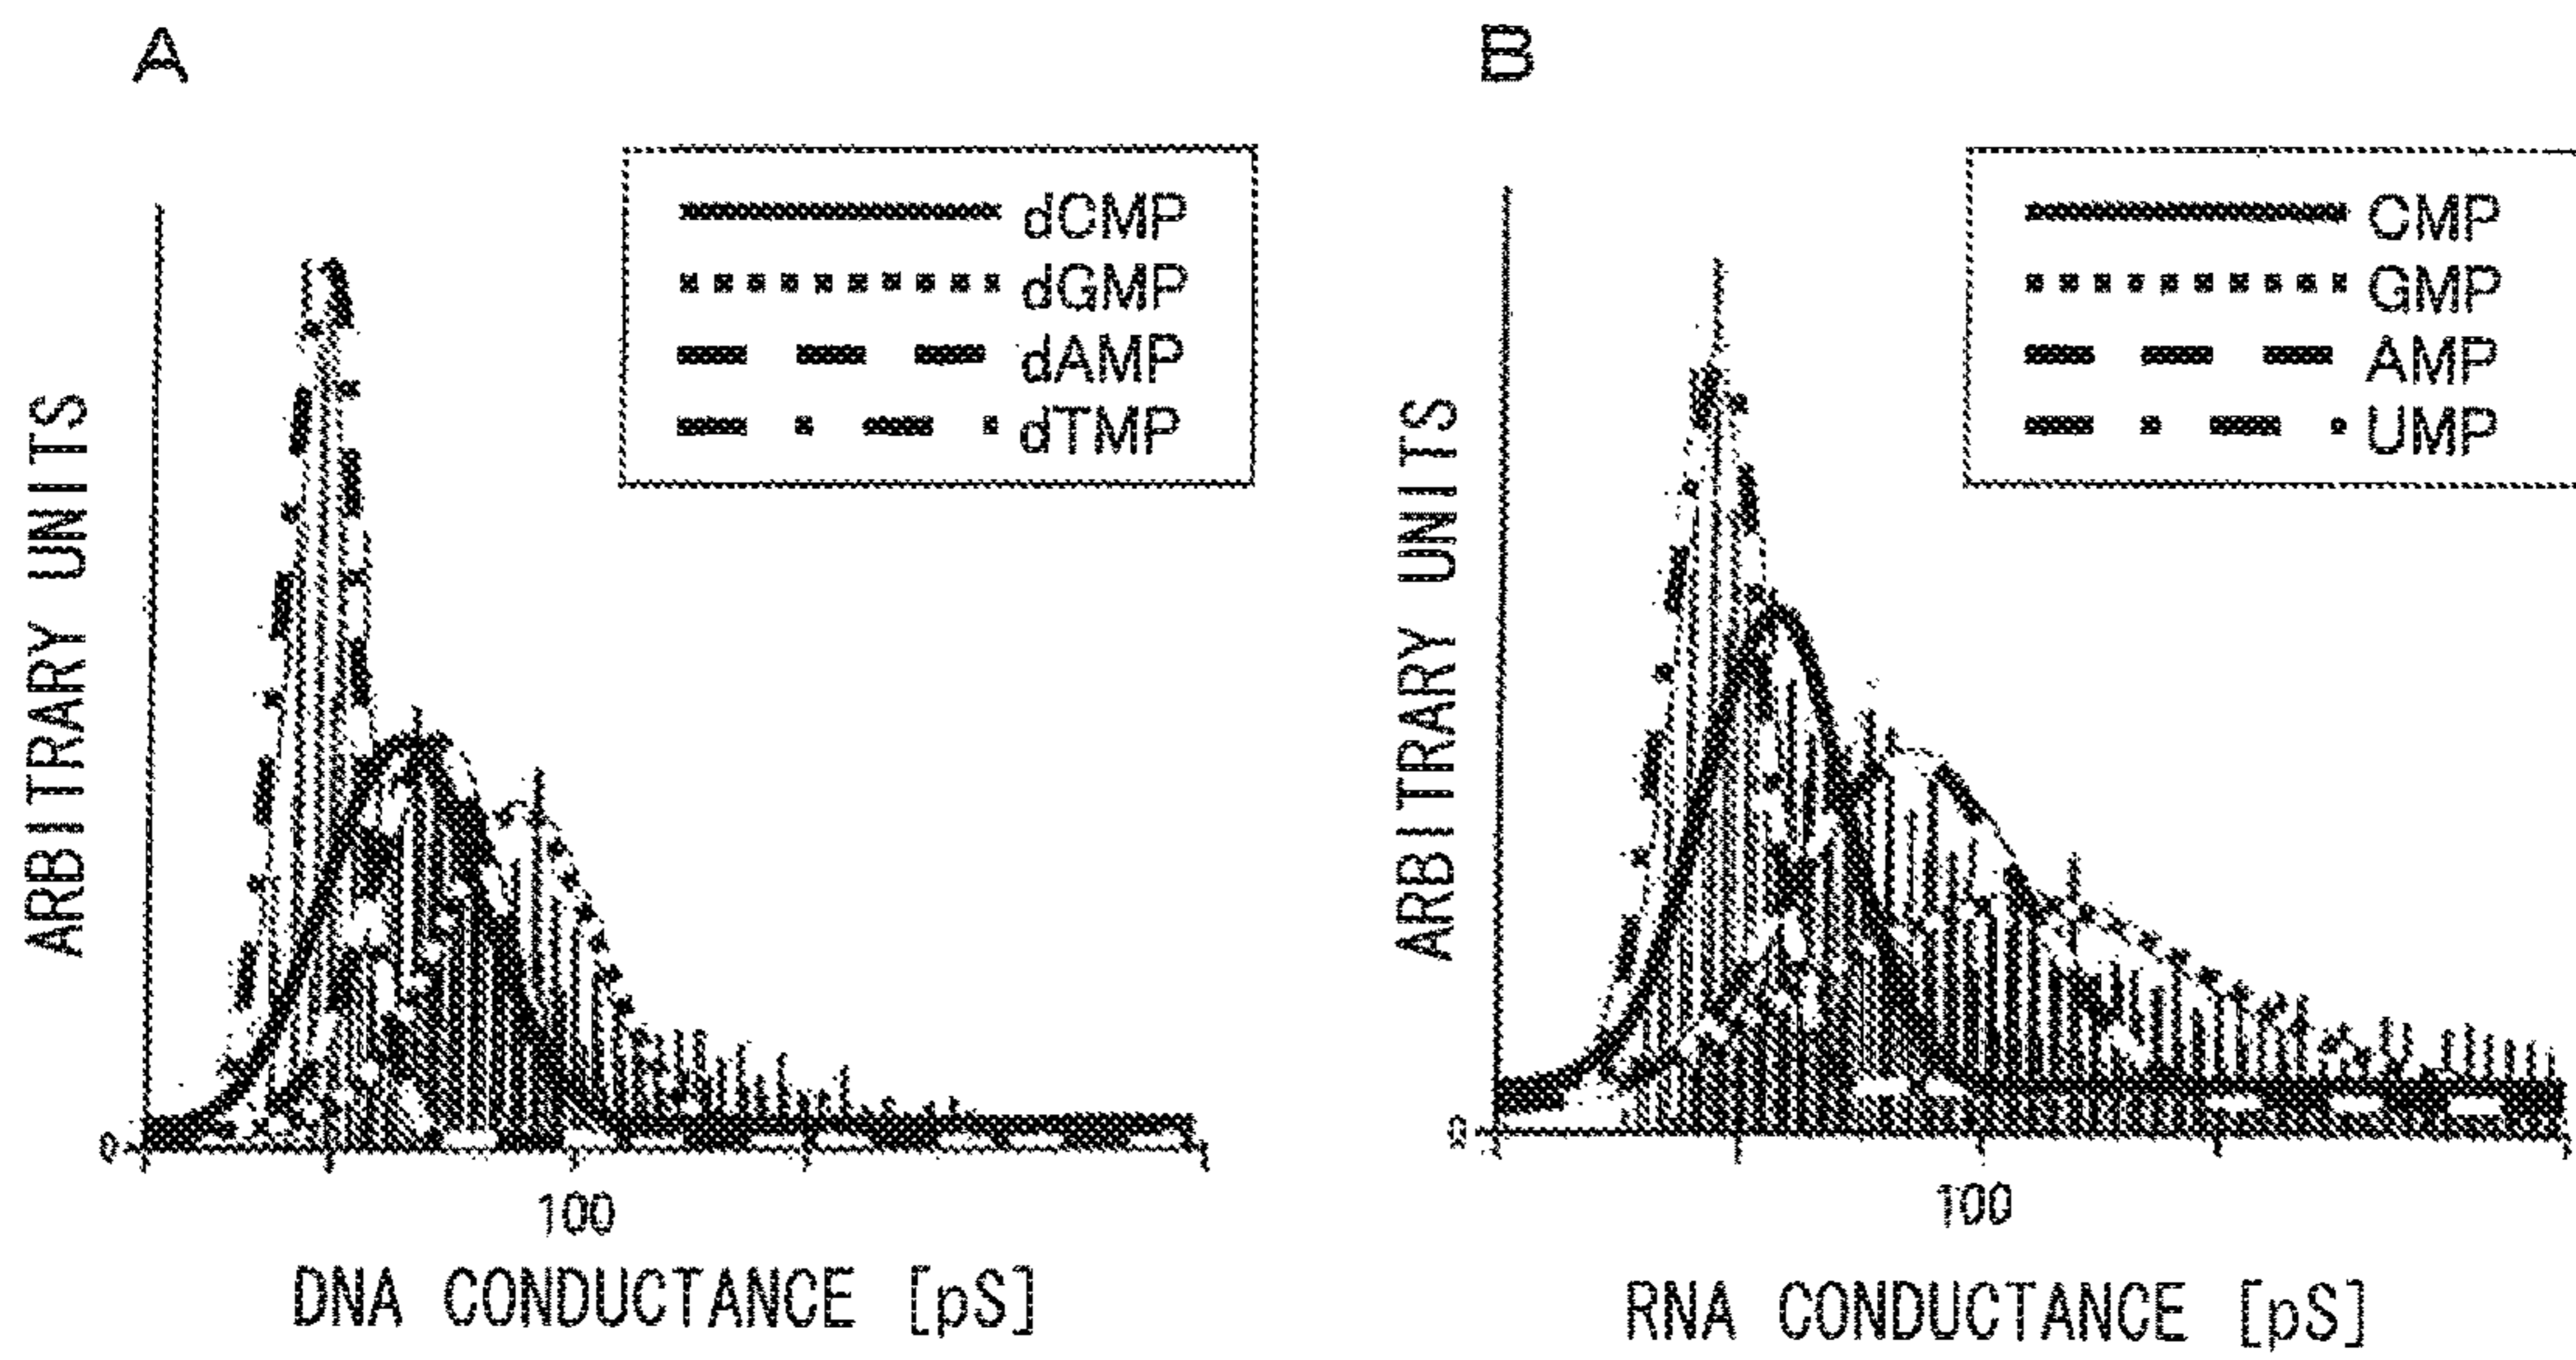 A
dCMP
dGMP
dAMP
dTMP
ARBITRARY UNITS
0
100
DNA CONDUCTANCE [pS]
B
CMP
GMP
AMP
UMP
ARBITRARY UNITS
0
100
RNA CONDUCTANCE [pS]